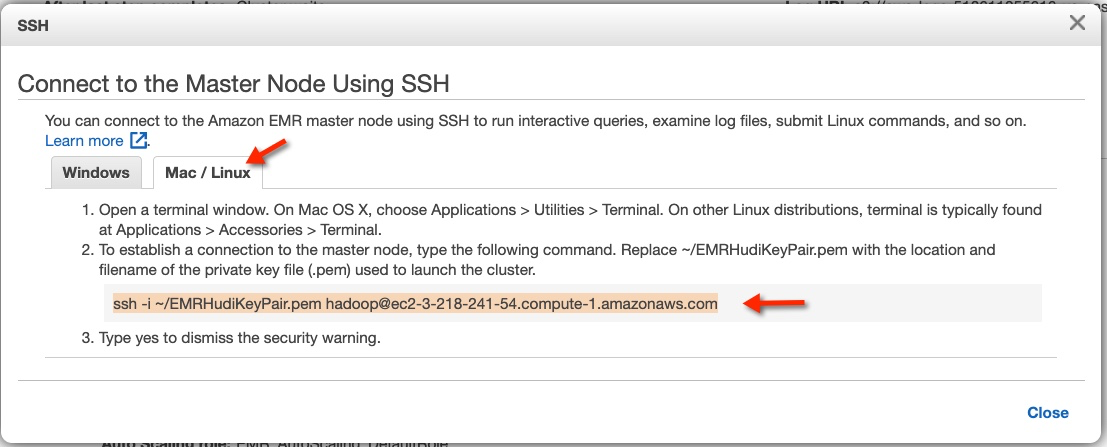 SSH
Connect to the Master Node Using SSH
You can connect to the Amazon EMR master node using SSH to run interactive queries, examine log files, submit Linux commands, and so on.
Learn more .
Windows
Mac / Linux
1. Open a terminal window. On Mac OS X, choose Applications > Utilities > Terminal. On other Linux distributions, terminal is typically found
at Applications > Accessories > Terminal.
2. To establish a connection to the master node, type the following command. Replace ~/EMRHudiKeyPair.pem with the location and
filename of the private key file (.pem) used to launch the cluster.
ssh -i ~/EMRHudiKeyPair.pem hadoop@ec2-3-218-241-54.compute-1.amazonaws.com
3. Type yes to dismiss the security warning.
Close